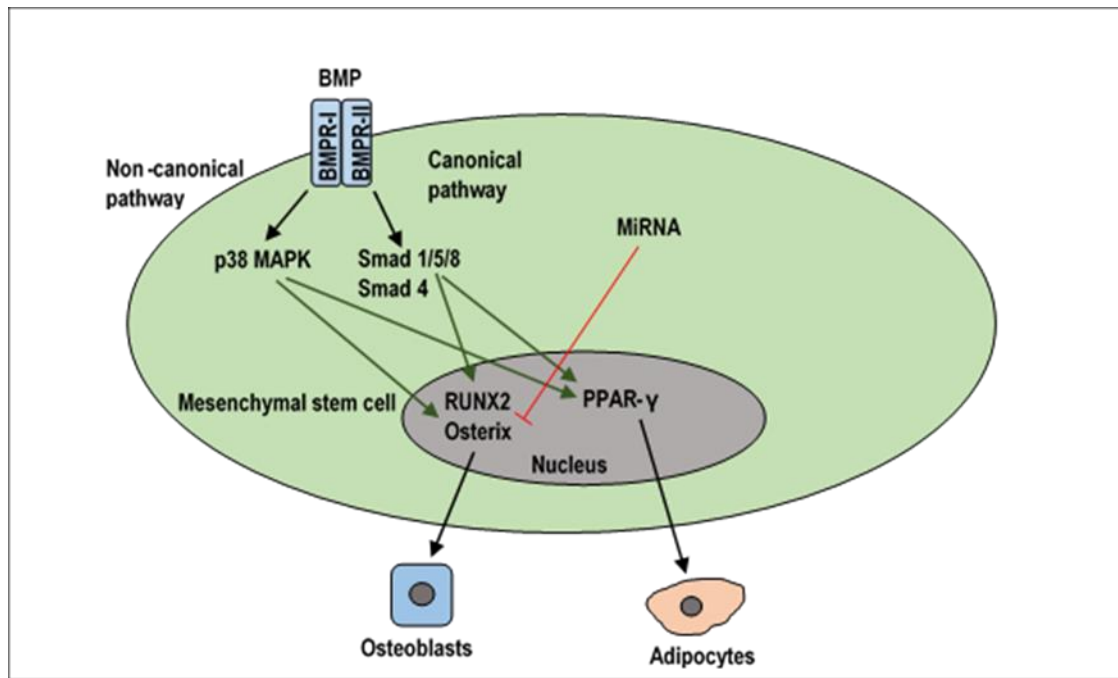 BMP
BMPR-I
BMPR-II
Non-canonical
pathway
Canonical
pathway
MiRNA
p38 MAPK
Smad 1/5/8
Smad 4
Mesenchymal stem cell
RUNX2
Osterix
PPAR-γ
Nucleus
Osteoblasts
Adipocytes